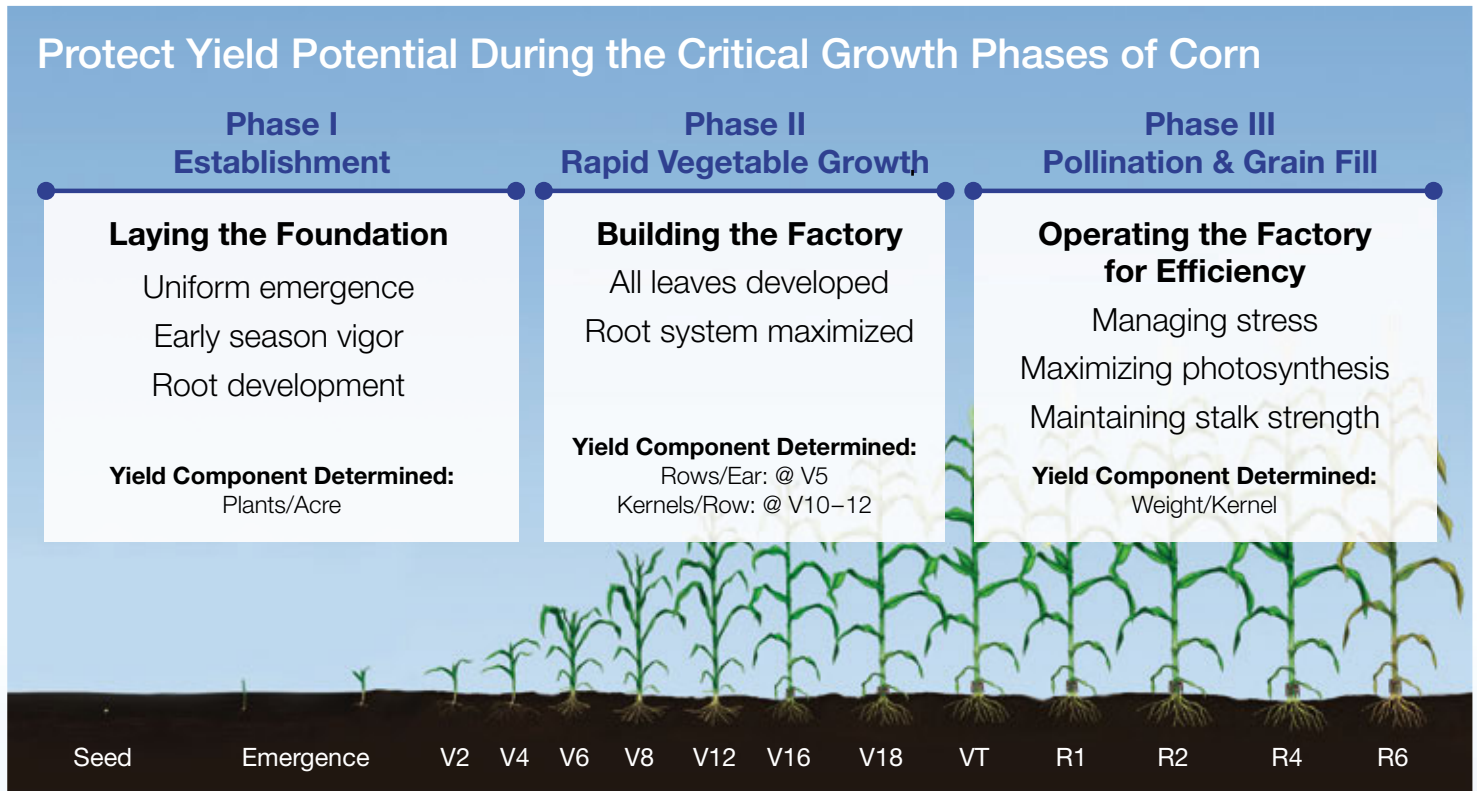 Protect Yield Potential During the Critical Growth Phases of Corn
Phase I
Establishment
Laying the Foundation
Uniform emergence
Early season vigor
Root development
Yield Component Determined:
Plants/Acre
Phase II
Rapid Vegetable Growth
Building the Factory
All leaves developed
Root system maximized
Yield Component Determined:
Rows/Ear: @ V5
Kernels/Row: @ V10–12
Phase III
Pollination & Grain Fill
Operating the Factory
for Efficiency
Managing stress
Maximizing photosynthesis
Maintaining stalk strength
Yield Component Determined:
Weight/Kernel
Seed Emergence V2 V4 V6 V8 V12 V16 V18 VT R1 R2 R4 R6